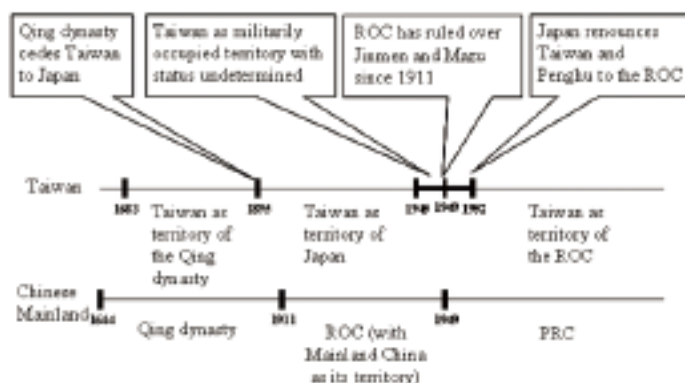 Qing dynasty
cedes Taiwan
to Japan
Taiwan as militarily
occupied territory with
status undetermined
ROC has ruled over
Jinmen and Mazu
since 1911
Japan renounces
Taiwan and
Penghu to the ROC
Taiwan
1683
1895
1945
1949
1952
Taiwan as
territory of
the Qing
dynasty
Taiwan as
territory of
Japan
Taiwan as
territory of
the ROC
Chinese
Mainland
1644
1911
1949
Qing dynasty
ROC (with
Mainland China
as its territory)
PRC